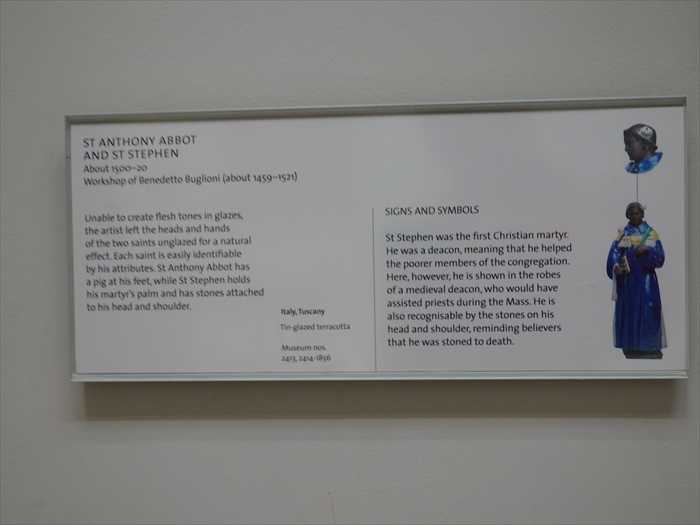 ST ANTHONY ABBOT
AND ST STEPHEN
About 1500–20
Workshop of Benedetto Buglioni (about 1459–1521)
Unable to create flesh tones in glazes,
the artist left the heads and hands
of the two saints unglazed for a natural
effect. Each saint is easily identifiable
by his attributes. St Anthony Abbot has
a pig at his feet, while St Stephen holds
his martyr's palm and has stones attached
to his head and shoulder.
Italy, Tuscany
Tin-glazed terracotta
Museum nos.
2413, 2414-1856
SIGNS AND SYMBOLS
St Stephen was the first Christian martyr.
He was a deacon, meaning that he helped
the poorer members of the congregation.
Here, however, he is shown in the robes
of a medieval deacon, who would have
assisted priests during the Mass. He is
also recognisable by the stones on his
head and shoulder, reminding believers
that he was stoned to death.